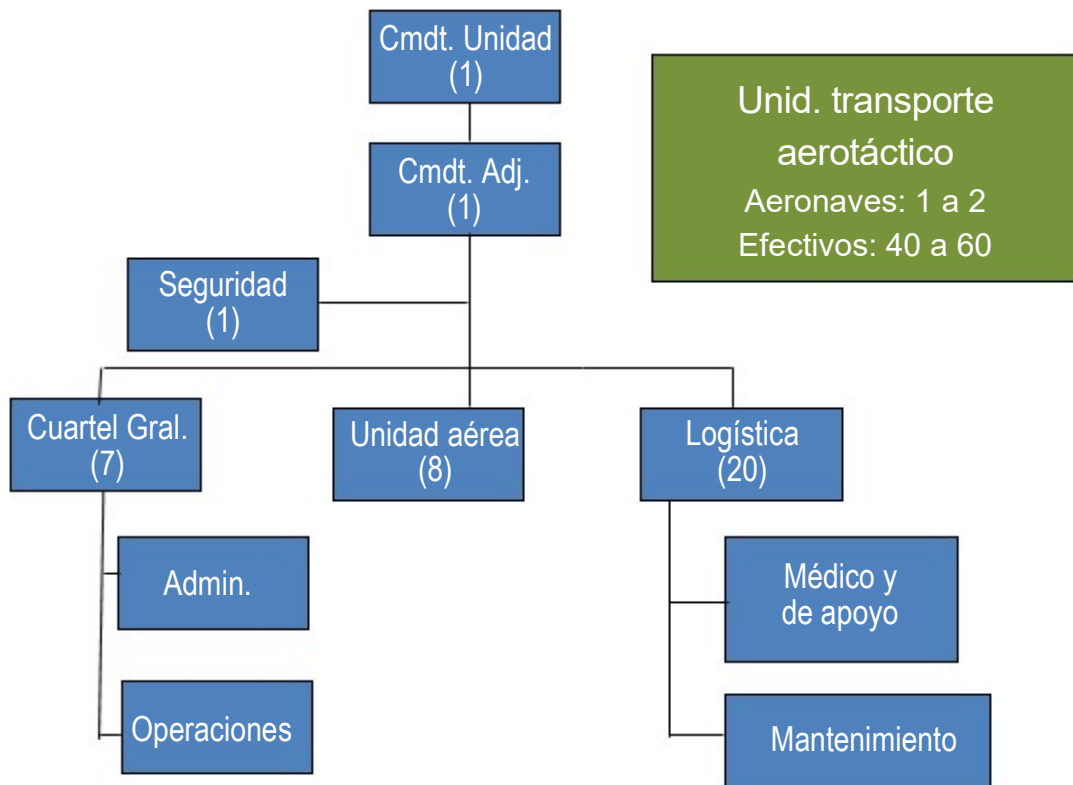 Cmdt. Unidad
(1)
Unid. transporte
aerotáctico
Aeronaves: 1 a 2
Efectivos: 40 a 60
Cmdt. Adj.
(1)
Seguridad
(1)
Cuartel Gral.
(7)
Unidad aérea
(8)
Logística
(20)
Admin.
Médico y
de apoyo
Operaciones
Mantenimiento